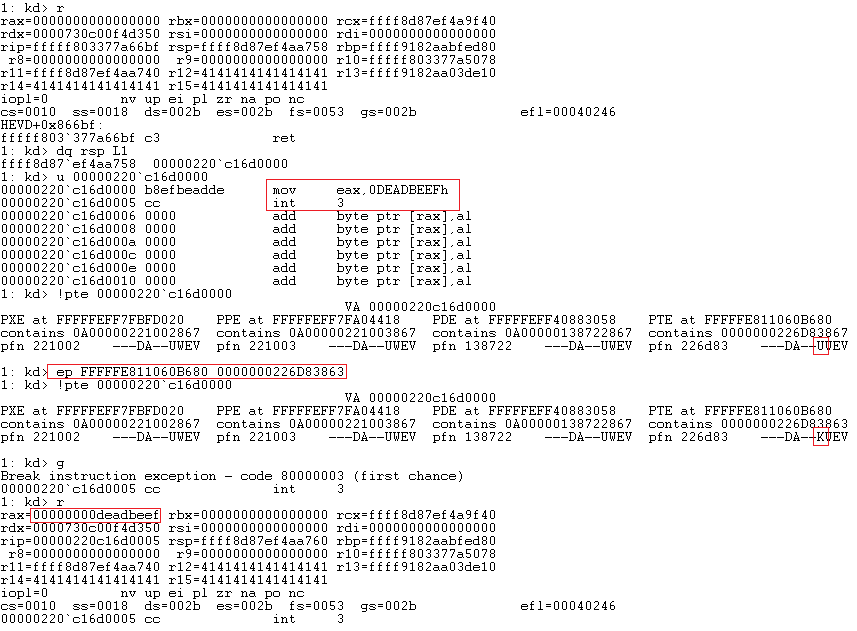 1: kd> r
rax=0000000000000000 rbx=0000000000000000 rcx=ffff8d87ef4a9f40
rdx=0000730c00f4d350 rsi=0000000000000000 rdi=0000000000000000
rip=fffff803377a66bf rsp=ffff8d87ef4aa758 rbp=ffff9182aabfed80
r8=0000000000000000 r9=0000000000000000 r10=fffff803377a5078
r11=ffff8d87ef4aa740 r12=4141414141414141 r13=ffff9182aa03de10
r14=4141414141414141 r15=4141414141414141
iopl=0 nv up ei pl zr na po nc
cs=0010 ss=0018 ds=002b es=002b fs=0053 gs=002b efl=00040246
HEVD+0x866bf:
fffff803`377a66bf c3 ret
1: kd> dq rsp L1
ffff8d87`ef4aa758 00000220`c16d0000
1: kd> u 00000220`c16d0000
00000220`c16d0000 b8efbeadde mov eax,0DEADBEEFh
00000220`c16d0005 cc int 3
00000220`c16d0006 0000 add byte ptr [rax],al
00000220`c16d0008 0000 add byte ptr [rax],al
00000220`c16d000a 0000 add byte ptr [rax],al
00000220`c16d000c 0000 add byte ptr [rax],al
00000220`c16d000e 0000 add byte ptr [rax],al
00000220`c16d0010 0000 add byte ptr [rax],al
1: kd> !pte 00000220`c16d0000
VA 00000220c16d0000
PXE at FFFFFEFF7FBFD020 PPE at FFFFFEFF7FA04418 PDE at FFFFFEFF40883058 PTE at FFFFFE811060B680
contains 0A00000221002867 contains 0A00000221003867 contains 0A00000138722867 contains 0000000226D83867
pfn 221002 ---DA--UWEV pfn 221003 ---DA--UWEV pfn 138722 ---DA--UWEV pfn 226d83 ---DA--UUEV
1: kd> ep FFFFFE811060B680 0000000226D83863
1: kd> !pte 00000220`c16d0000
VA 00000220c16d0000
PXE at FFFFFEFF7FBFD020 PPE at FFFFFEFF7FA04418 PDE at FFFFFEFF40883058 PTE at FFFFFE811060B680
contains 0A00000221002867 contains 0A00000221003867 contains 0A00000138722867 contains 0000000226D83863
pfn 221002 ---DA--UWEV pfn 221003 ---DA--UWEV pfn 138722 ---DA--UWEV pfn 226d83 ---DA--KUEV
1: kd> g
Break instruction exception - code 80000003 (first chance)
00000220`c16d0005 cc int 3
1: kd> r
rax=00000000deadbeef rbx=0000000000000000 rcx=ffff8d87ef4a9f40
rdx=0000730c00f4d350 rsi=0000000000000000 rdi=0000000000000000
rip=00000220c16d0005 rsp=ffff8d87ef4aa760 rbp=ffff9182aabfed80
r8=0000000000000000 r9=0000000000000000 r10=fffff803377a5078
r11=ffff8d87ef4aa740 r12=4141414141414141 r13=ffff9182aa03de10
r14=4141414141414141 r15=4141414141414141
iopl=0 nv up ei pl zr na po nc
cs=0010 ss=0018 ds=002b es=002b fs=0053 gs=002b efl=00040246
00000220`c16d0005 cc int 3